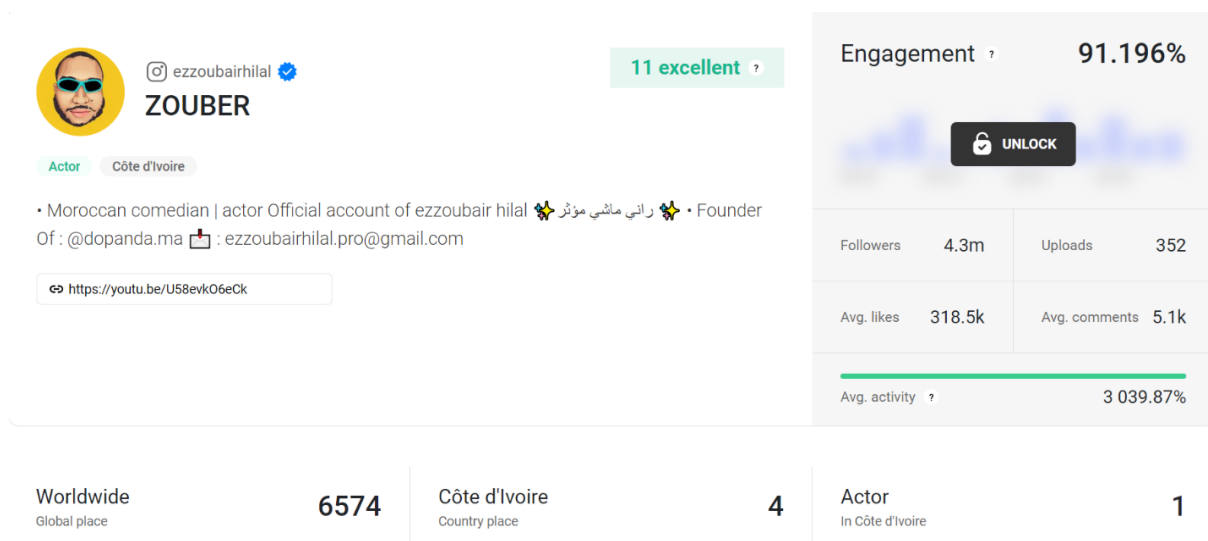 ezzoubairhilal
ZOUBER
11 excellent ?
Actor Côte d'Ivoire
• Moroccan comedian | actor Official account of ezzoubair hilal ✨ راني ماشي مؤثر ✨ • Founder
Of : @dopanda.ma 📩 : ezzoubairhilal.pro@gmail.com
https://youtu.be/U58evkO6eCk
Engagement ? 91.196%
UNLOCK
Followers 4.3m Uploads 352
Avg. likes 318.5k Avg. comments 5.1k
Avg. activity ? 3 039.87%
Worldwide 6574
Global place
Côte d'Ivoire 4
Country place
Actor 1
In Côte d'Ivoire